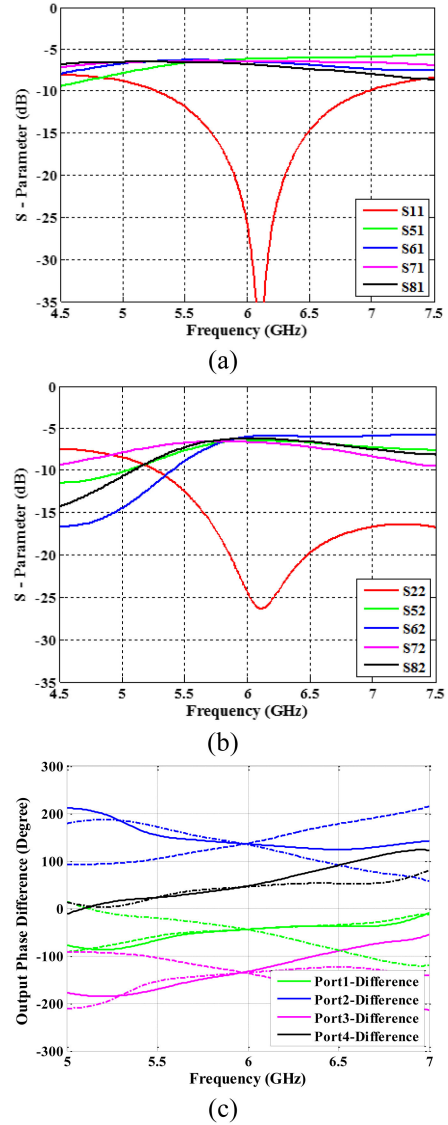 0
-5
-10
-15
-20
-25
-30
-35
S - Parameter (dB)
S11
S51
S61
S71
S81
4.5 5 5.5 6 6.5 7 7.5
Frequency (GHz)
(a)
0
-5
-10
-15
-20
-25
-30
-35
S - Parameter (dB)
S22
S52
S62
S72
S82
4.5 5 5.5 6 6.5 7 7.5
Frequency (GHz)
(b)
300
200
100
0
-100
-200
-300
Output Phase Difference (Degree)
Port1-Difference
Port2-Difference
Port3-Difference
Port4-Difference
5 5.5 6 6.5 7
Frequency (GHz)
(c)